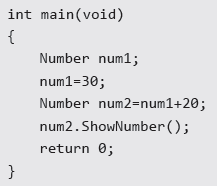 int main(void)
{
    Number num1;
    num1=30;
    Number num2=num1+20;
    num2.ShowNumber();
    return 0;
}